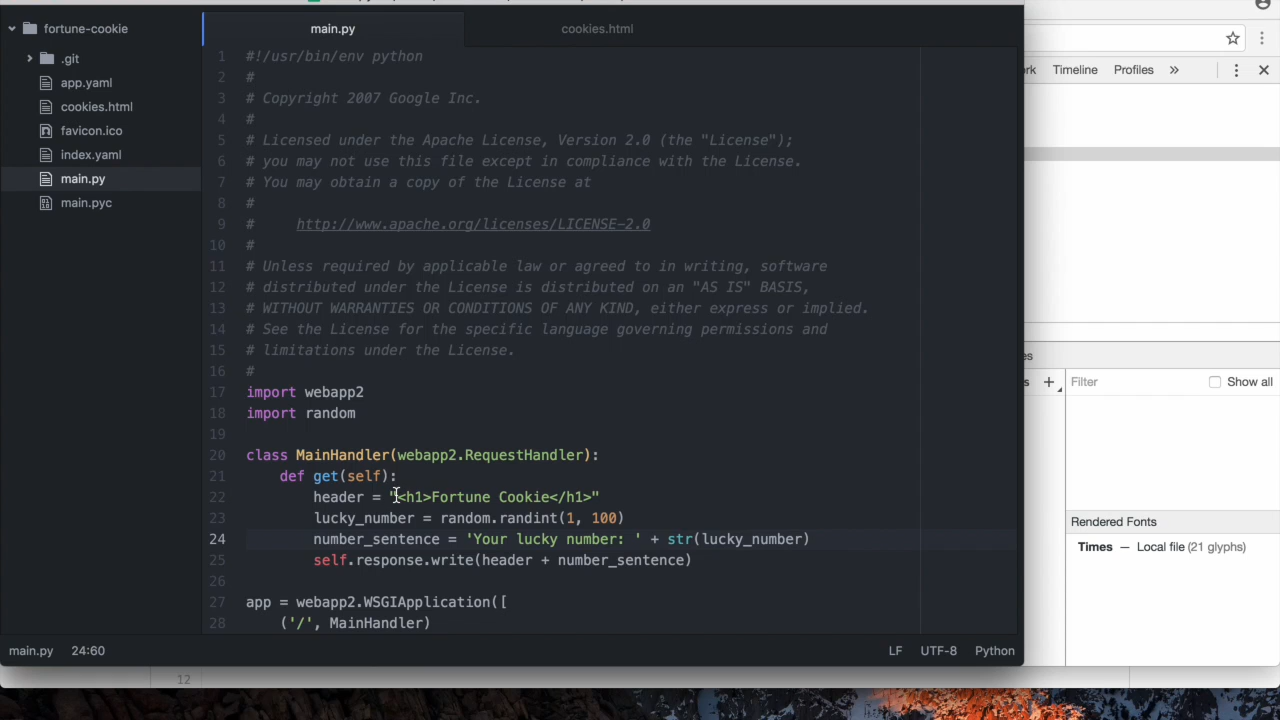 fortune-cookie
.git
app.yaml
cookies.html
favicon.ico
index.yaml
main.py
main.pyc
main.py cookies.html
1 #!/usr/bin/env python
2 #
3 # Copyright 2007 Google Inc.
4 #
5 # Licensed under the Apache License, Version 2.0 (the "License");
6 # you may not use this file except in compliance with the License.
7 # You may obtain a copy of the License at
8 #
9 #     http://www.apache.org/licenses/LICENSE-2.0
10 #
11 # Unless required by applicable law or agreed to in writing, software
12 # distributed under the License is distributed on an "AS IS" BASIS,
13 # WITHOUT WARRANTIES OR CONDITIONS OF ANY KIND, either express or implied.
14 # See the License for the specific language governing permissions and
15 # limitations under the License.
16 #
17 import webapp2
18 import random
19
20 class MainHandler(webapp2.RequestHandler):
21     def get(self):
22         header = "<h1>Fortune Cookie</h1>"
23         lucky_number = random.randint(1, 100)
24         number_sentence = 'Your lucky number: ' + str(lucky_number)
25         self.response.write(header + number_sentence)
26
27 app = webapp2.WSGIApplication([
28     ('/', MainHandler)
main.py 24:60 LF UTF-8 Python
12
rk Timeline Profiles »
es
s + Filter Show all
Rendered Fonts
Times — Local file (21 glyphs)